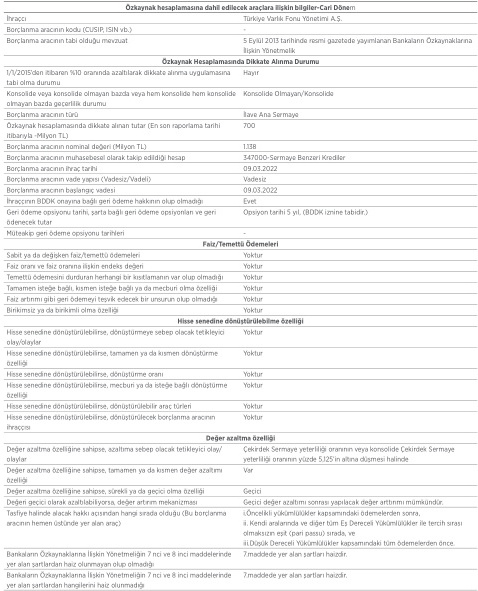 Özkaynak hesaplamasına dahil edilecek araçlara ilişkin bilgiler-Cari Dönem
İhraçcı Türkiye Varlık Fonu Yönetimi A.Ş.
Borçlanma aracının kodu (CUSIP, ISIN vb.) -
Borçlanma aracının tabi olduğu mevzuat 5 Eylül 2013 tarihinde resmi gazetede yayımlanan Bankaların Özkaynaklarına
İlişkin Yönetmelik
Özkaynak Hesaplamasında Dikkate Alınma Durumu
1/1/2015'den itibaren %10 oranında azaltılarak dikkate alınma uygulamasına Hayır
tabi olma durumu
Konsolide veya konsolide olmayan bazda veya hem konsolide hem konsolide Konsolide Olmayan/Konsolide
olmayan bazda geçerlilik durumu
Borçlanma aracının türü İlave Ana Sermaye
Özkaynak hesaplamasında dikkate alınan tutar (En son raporlama tarihi 700
itibarıyla -Milyon TL)
Borçlanma aracının nominal değeri (Milyon TL) 1.138
Borçlanma aracının muhasebesel olarak takip edildiği hesap 347000-Sermaye Benzeri Krediler
Borçlanma aracının ihraç tarihi 09.03.2022
Borçlanma aracının vade yapısı (Vadesiz/Vadeli) Vadesiz
Borçlanma aracının başlangıç vadesi 09.03.2022
İhraççının BDDK onayına bağlı geri ödeme hakkının olup olmadığı Evet
Geri ödeme opsiyonu tarihi, şarta bağlı geri ödeme opsiyonları ve geri Opsiyon tarihi 5 yıl. (BDDK iznine tabidir.)
ödenecek tutar
Müteakip geri ödeme opsiyonu tarihleri -
Faiz/Temettü Ödemeleri
Sabit ya da değişken faiz/temettü ödemeleri Yoktur
Faiz oranı ve faiz oranına ilişkin endeks değeri Yoktur
Temettü ödemesini durduran herhangi bir kısıtlamanın var olup olmadığı Yoktur
Tamamen isteğe bağlı, kısmen isteğe bağlı ya da mecburi olma özelliği Yoktur
Faiz artırımı gibi geri ödemeyi teşvik edecek bir unsurun olup olmadığı Yoktur
Birikimsiz ya da birikimli olma özelliği Yoktur
Hisse senedine dönüştürülebilme özelliği
Hisse senedine dönüştürülebilirse, dönüştürmeye sebep olacak tetikleyici Yoktur
olay/olaylar
Hisse senedine dönüştürülebilirse, tamamen ya da kısmen dönüştürme Yoktur
özelliği
Hisse senedine dönüştürülebilirse, dönüştürme oranı Yoktur
Hisse senedine dönüştürülebilirse, mecburi ya da isteğe bağlı dönüştürme Yoktur
özelliği
Hisse senedine dönüştürülebilirse, dönüştürülebilir araç türleri Yoktur
Hisse senedine dönüştürülebilirse, dönüştürülecek borçlanma aracının Yoktur
ihraççısı
Değer azaltma özelliği
Değer azaltma özelliğine sahipse, azaltıma sebep olacak tetikleyici olay/ Çekirdek Sermaye yeterliliği oranının veya konsolide Çekirdek Sermaye
olaylar yeterliliği oranının yüzde 5,125'in altına düşmesi halinde
Değer azaltma özelliğine sahipse, tamamen ya da kısmen değer azaltımı Var
özelliği
Değer azaltma özelliğine sahipse, sürekli ya da geçici olma özelliği Geçici
Değeri geçici olarak azaltılabiliyorsa, değer artırım mekanizması Geçici değer azaltımı sonrası yapılacak değer arttırımı mümkündür.
Tasfiye halinde alacak hakkı açısından hangi sırada olduğu (Bu borçlanma i.Öncelikli yükümlülükler kapsamındaki ödemelerden sonra,
aracının hemen üstünde yer alan araç) ii. Kendi aralarında ve diğer tüm Eş Dereceli Yükümlülükler ile tercih sırası
olmaksızın eşit (pari passu) sırada, ve
iii.Düşük Dereceli Yükümlülükler kapsamındaki tüm ödemelerden önce.
Bankaların Özkaynaklarına İlişkin Yönetmeliğin 7 nci ve 8 inci maddelerinde 7.maddede yer alan şartları haizdir.
yer alan şartlardan haiz olunmayan olup olmadığı
Bankaların Özkaynaklarına İlişkin Yönetmeliğin 7 nci ve 8 inci maddelerinde 7.maddede yer alan şartları haizdir.
yer alan şartlardan hangilerini haiz olunmadığı